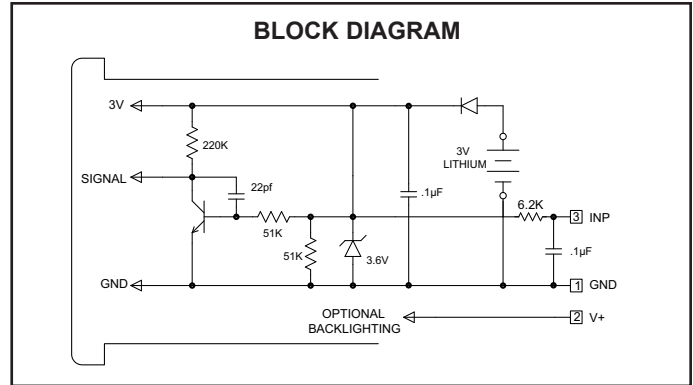 BLOCK DIAGRAM
3V
220K
SIGNAL
22pf
51K
51K
3.6V
.1µF
3V
LITHIUM
6.2K
3 INP
.1µF
GND
1 GND
OPTIONAL
BACKLIGHTING
2 V+